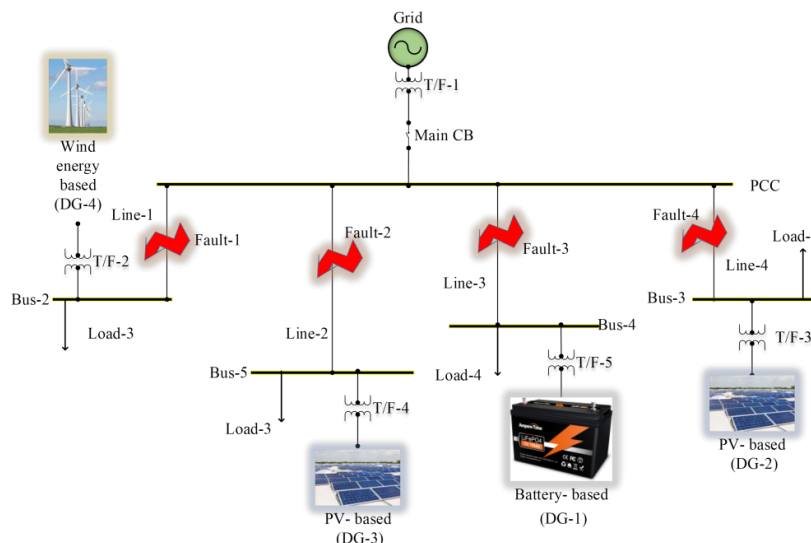 Grid
T/F-1
Main CB
PCC
Wind
energy
based
(DG-4)
Line-1
Fault-1
Fault-2
Fault-3
Fault-4
Load-
T/F-2
Line-3
Line-4
Bus-2
Bus-3
Load-3
Line-2
Bus-4
T/F-3
Bus-5
Load-4
T/F-5
T/F-4
Load-3
Ampere Time
LiFePO4
PV- based
(DG-2)
Battery- based
(DG-1)
PV- based
(DG-3)